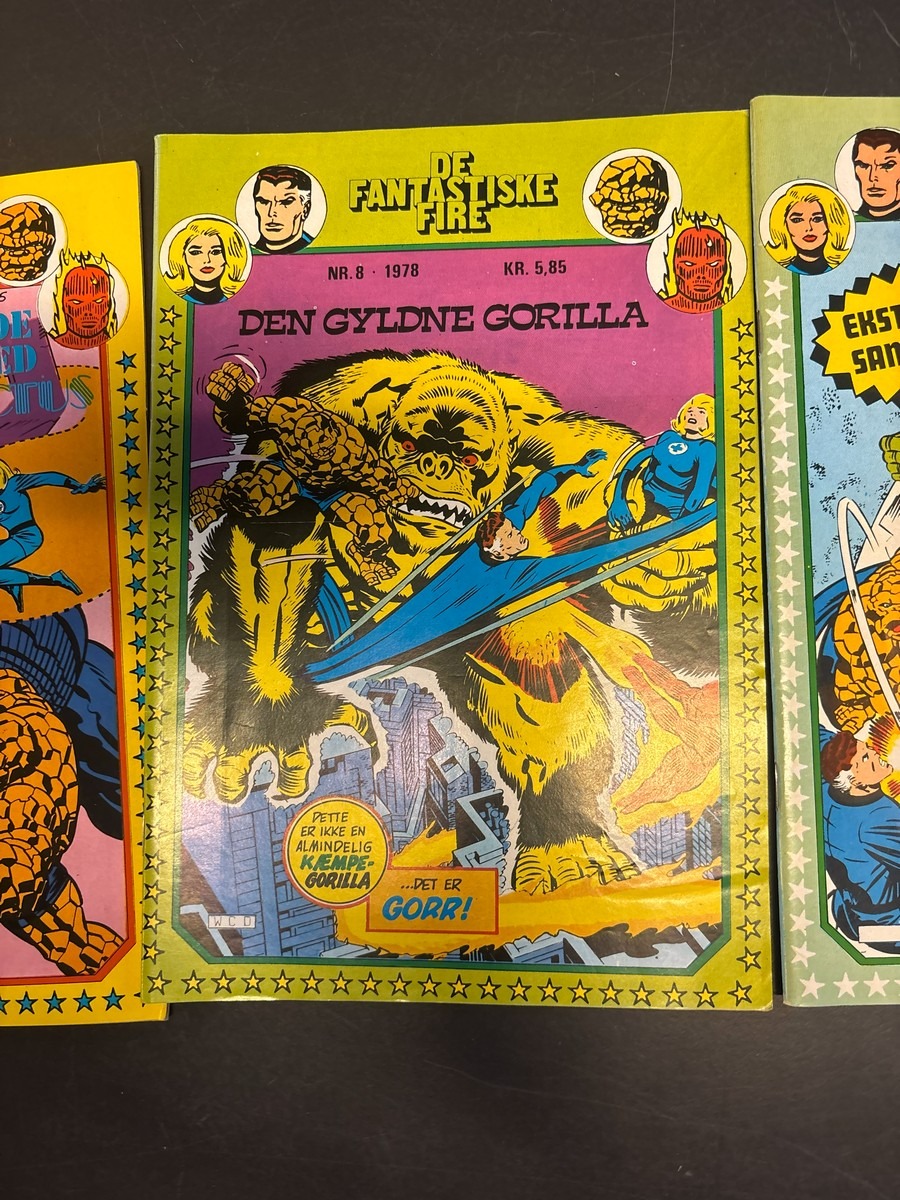 DE
FANTASTISKE
FIRE
NR. 8 · 1978 KR. 5,85
DEN GYLDNE GORILLA
DETTE
ER IKKE EN
ALMINDELIG
KÆMPE-
GORILLA
...DET ER
GORR!
WCD